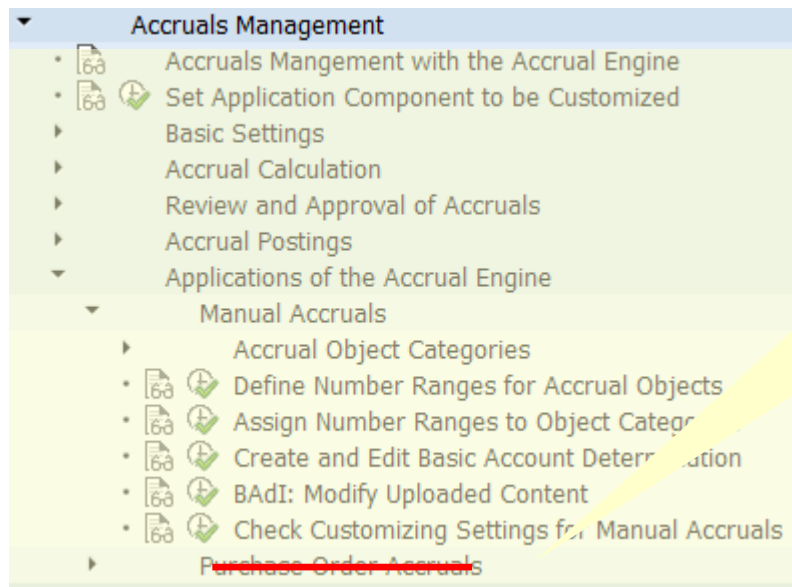 Accruals Management
Accruals Mangement with the Accrual Engine
Set Application Component to be Customized
Basic Settings
Accrual Calculation
Review and Approval of Accruals
Accrual Postings
Applications of the Accrual Engine
Manual Accruals
Accrual Object Categories
Define Number Ranges for Accrual Objects
Assign Number Ranges to Object
Create and Edit Basic Account
BAdI: Modify Uploaded Content
Check Customizing Settings for Manual Accruals
Purchase Order Accruals